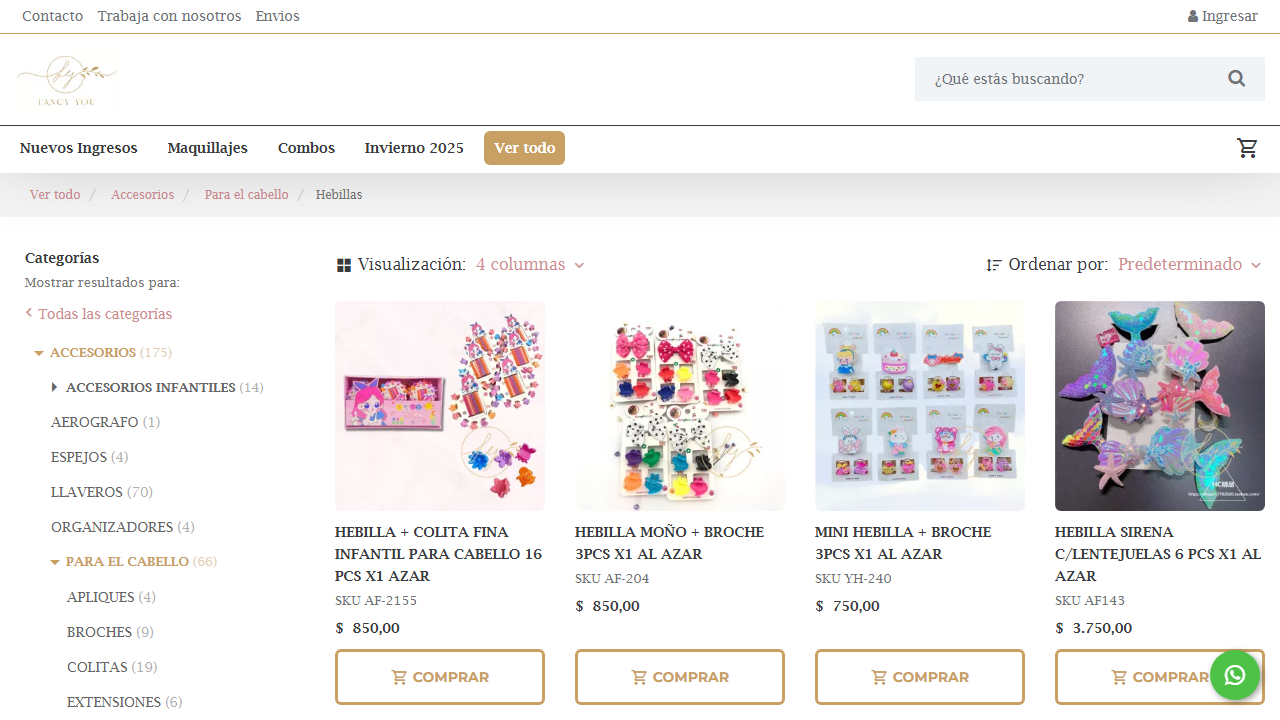 Contacto Trabaja con nosotros Envios Ingresar
fy
FANCY YOU
¿Qué estás buscando?
Nuevos Ingresos Maquillajes Combos Invierno 2025 Ver todo
Ver todo / Accesorios / Para el cabello / Hebillas
Categorías
Mostrar resultados para:
Todas las categorías
ACCESORIOS (175)
ACCESORIOS INFANTILES (14)
AEROGRAFO (1)
ESPEJOS (4)
LLAVEROS (70)
ORGANIZADORES (4)
PARA EL CABELLO (66)
APLIQUES (4)
BROCHES (9)
COLITAS (19)
EXTENSIONES (6)
Visualización: 4 columnas
Ordenar por: Predeterminado
HEBILLA + COLITA FINA
INFANTIL PARA CABELLO 16
PCS X1 AZAR
SKU AF-2155
$ 850,00
COMPRAR
HEBILLA MOÑO + BROCHE
3PCS X1 AL AZAR
SKU AF-204
$ 850,00
COMPRAR
MINI HEBILLA + BROCHE
3PCS X1 AL AZAR
SKU YH-240
$ 750,00
COMPRAR
HEBILLA SIRENA
C/LENTEJUELAS 6 PCS X1 AL
AZAR
SKU AF143
$ 3.750,00
COMPRAR